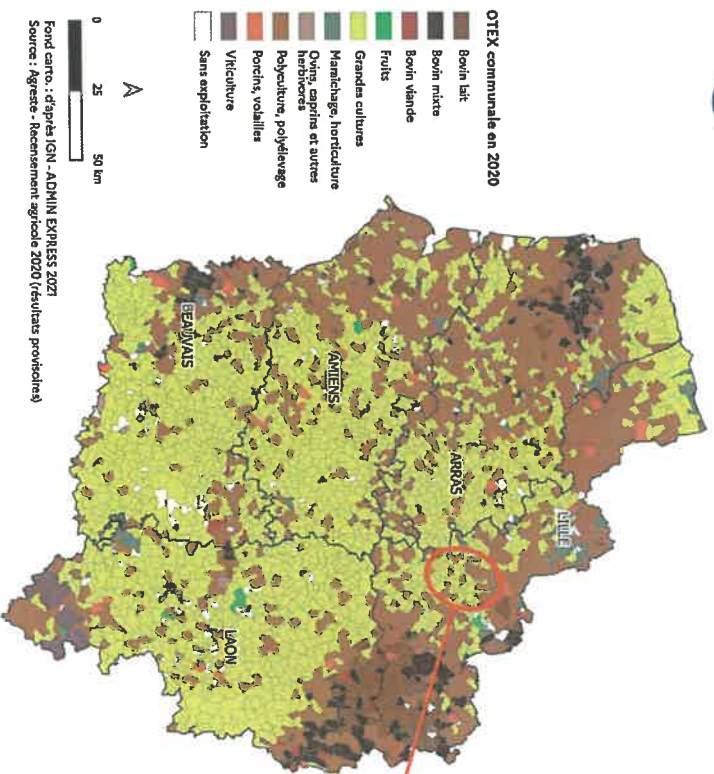 OTEX communale en 2020
Bovin lait
Bovin mixte
Bovin viande
Fruits
Grandes cultures
Maraichage, horticulture
Ovins, caprins et autres
herbivores
Polyculture, polyélevage
Porcins, volailles
Viticulture
Sans exploitation
0 25 50 km
Fond carto. : d'après IGN - ADMIN EXPRESS 2021
Source : Agreste - Recensement agricole 2020 (résultats provisoires)
LILLE
ARRAS
AMIENS
BEAUVAIS
LAON